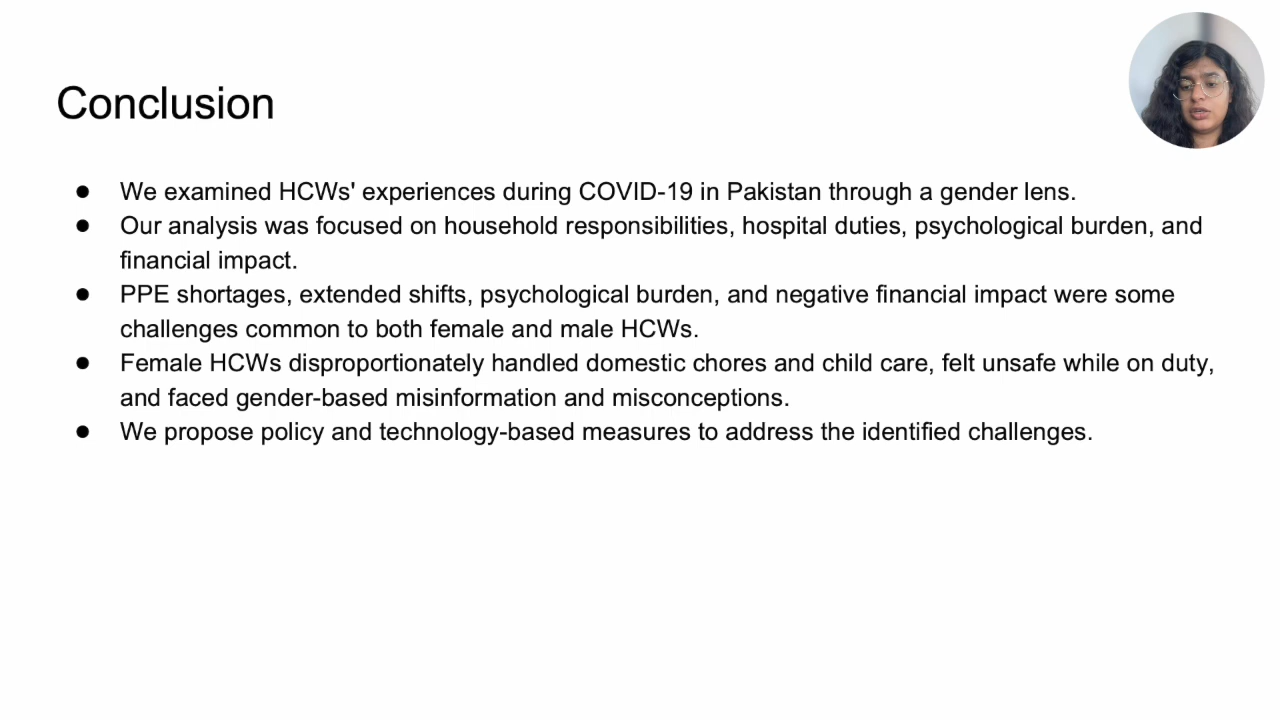 Conclusion
● We examined HCWs' experiences during COVID-19 in Pakistan through a gender lens.
● Our analysis was focused on household responsibilities, hospital duties, psychological burden, and
financial impact.
● PPE shortages, extended shifts, psychological burden, and negative financial impact were some
challenges common to both female and male HCWs.
● Female HCWs disproportionately handled domestic chores and child care, felt unsafe while on duty,
and faced gender-based misinformation and misconceptions.
● We propose policy and technology-based measures to address the identified challenges.